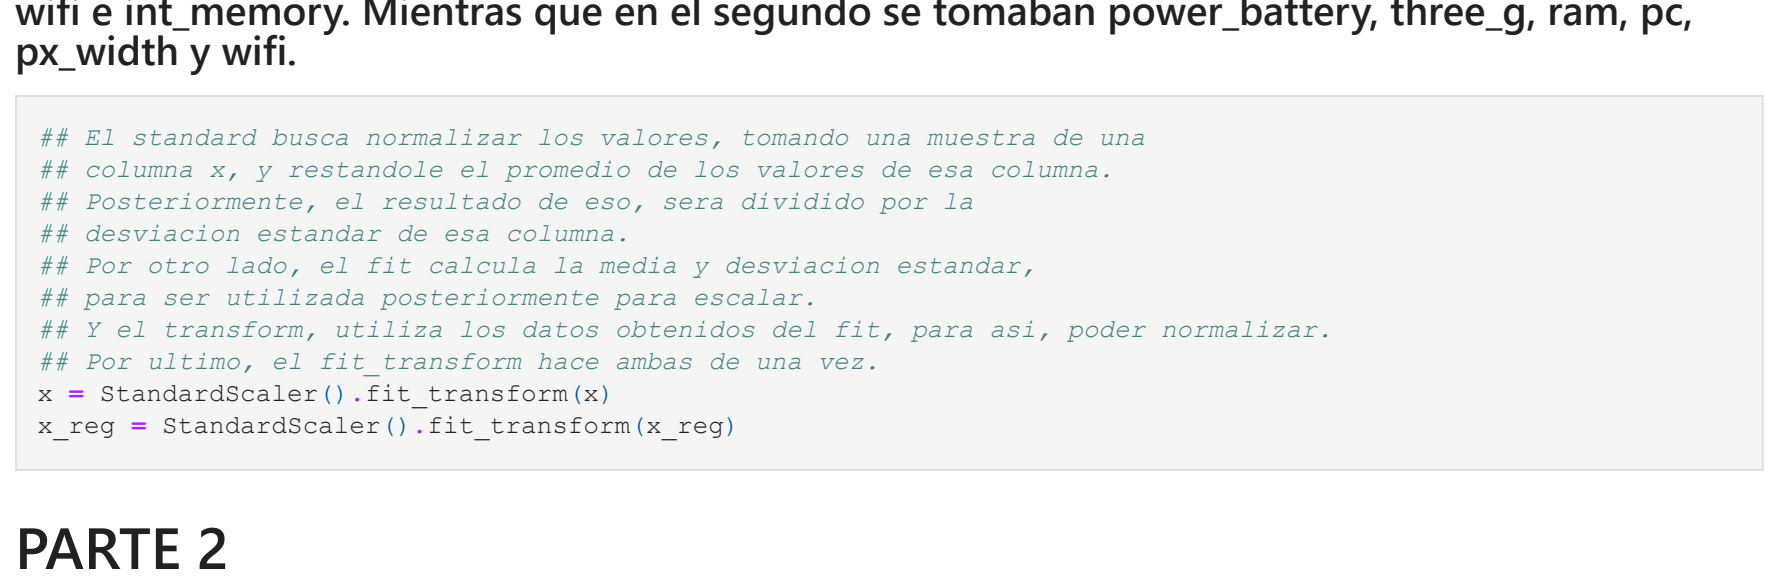 wifi e int_memory. Mientras que en el segundo se tomaban power_battery, three_g, ram, pc,
px_width y wifi.
## El standard busca normalizar los valores, tomando una muestra de una
## columna x, y restandole el promedio de los valores de esa columna.
## Posteriormente, el resultado de eso, sera dividido por la
## desviacion estandar de esa columna.
## Por otro lado, el fit calcula la media y desviacion estandar,
## para ser utilizada posteriormente para escalar.
## Y el transform, utiliza los datos obtenidos del fit, para asi, poder normalizar.
## Por ultimo, el fit_transform hace ambas de una vez.
x = StandardScaler().fit_transform(x)
x_reg = StandardScaler().fit_transform(x_reg)
PARTE 2